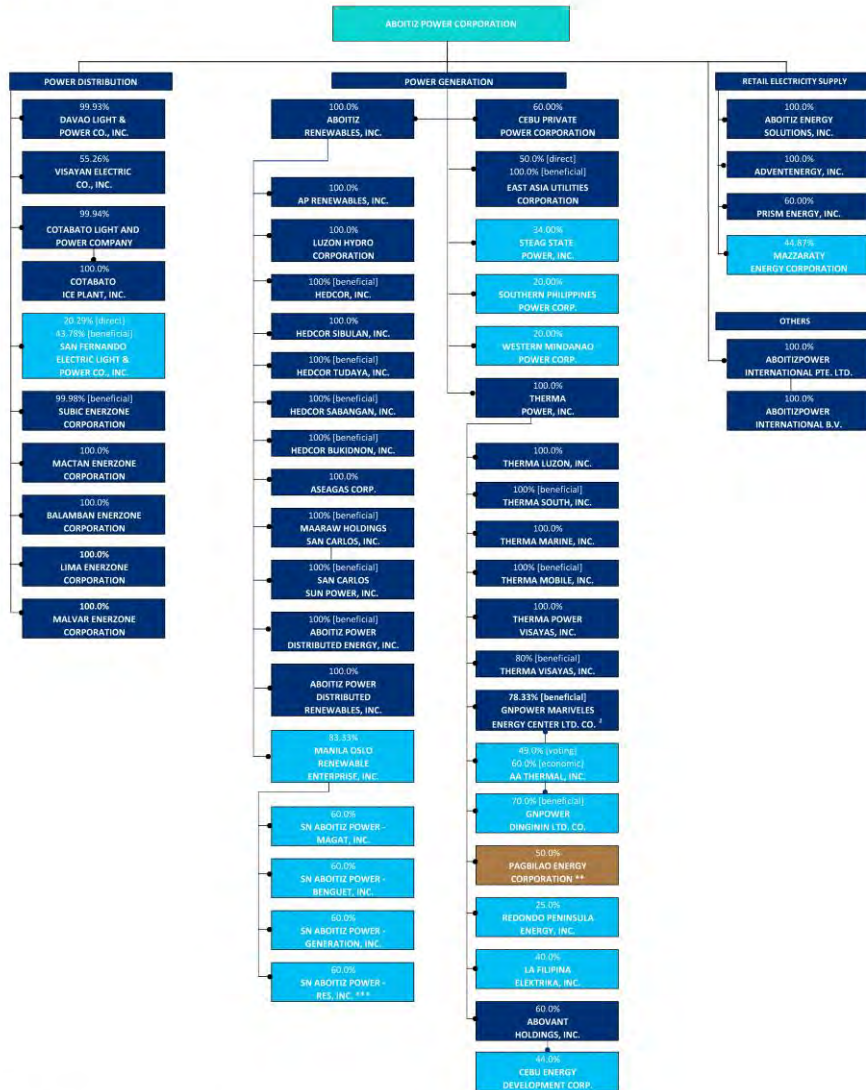 ABOITIZ POWER CORPORATION
POWER DISTRIBUTION
99.93%
DAVAO LIGHT &
POWER CO., INC.
55.26%
VISAYAN ELECTRIC
CO., INC.
99.94%
COTABATO LIGHT AND
POWER COMPANY
100.0%
COTABATO
ICE PLANT, INC.
20.29% [direct]
43.78% [beneficial]
SAN FERNANDO
ELECTRIC LIGHT &
POWER CO., INC.
99.98% [beneficial]
SUBIC ENERZONE
CORPORATION
100.0%
MACTAN ENERZONE
CORPORATION
100.0%
BALAMBAN ENERZONE
CORPORATION
100.0%
LIMA ENERZONE
CORPORATION
100.0%
MALVAR ENERZONE
CORPORATION
POWER GENERATION
100.0%
ABOITIZ
RENEWABLES, INC.
100.0%
AP RENEWABLES, INC.
100.0%
LUZON HYDRO
CORPORATION
100% [beneficial]
HEDCOR, INC.
100.0%
HEDCOR SIBULAN, INC.
100% [beneficial]
HEDCOR TUDAYA, INC.
100% [beneficial]
HEDCOR SABANGAN, INC.
100% [beneficial]
HEDCOR BUKIDNON, INC.
100.0%
ASEAGAS CORP.
100% [beneficial]
MAARAW HOLDINGS
SAN CARLOS, INC.
100% [beneficial]
SAN CARLOS
SUN POWER, INC.
100% [beneficial]
ABOITIZ POWER
DISTRIBUTED ENERGY, INC.
100.0%
ABOITIZ POWER
DISTRIBUTED
RENEWABLES, INC.
83.33%
MANILA OSLO
RENEWABLE
ENTERPRISE, INC.
60.0%
SN ABOITIZ POWER -
MAGAT, INC.
60.0%
SN ABOITIZ POWER -
BENGUET, INC.
60.0%
SN ABOITIZ POWER -
GENERATION, INC.
60.0%
SN ABOITIZ POWER -
RES, INC. ***
60.00%
CEBU PRIVATE
POWER CORPORATION
50.0% [direct]
100.0% [beneficial]
EAST ASIA UTILITIES
CORPORATION
34.00%
STEAG STATE
POWER, INC.
20.00%
SOUTHERN PHILIPPINES
POWER CORP.
20.00%
WESTERN MINDANAO
POWER CORP.
100.0%
THERMA
POWER, INC.
100.0%
THERMA LUZON, INC.
100% [beneficial]
THERMA SOUTH, INC.
100.0%
THERMA MARINE, INC.
100% [beneficial]
THERMA MOBILE, INC.
100.0%
THERMA POWER
VISAYAS, INC.
80% [beneficial]
THERMA VISAYAS, INC.
78.33% [beneficial]
GNPOWER MARIVELES
ENERGY CENTER LTD. CO.
49.0% [voting]
60.0% [economic]
AA THERMAL, INC.
70.0% [beneficial]
GNPOWER
DINGININ LTD. CO.
50.0%
PAGBILAO ENERGY
CORPORATION **
25.0%
REDONDO PENINSULA
ENERGY, INC.
40.0%
LA FILIPINA
ELEKTRIKA, INC.
60.0%
ABOVANT
HOLDINGS, INC.
44.0%
CEBU ENERGY
DEVELOPMENT CORP.
RETAIL ELECTRICITY SUPPLY
100.0%
ABOITIZ ENERGY
SOLUTIONS, INC.
100.0%
ADVENTENERGY, INC.
60.00%
PRISM ENERGY, INC.
44.87%
MAZZARATY
ENERGY CORPORATION
OTHERS
100.0%
ABOITIZPOWER
INTERNATIONAL PTE. LTD.
100.0%
ABOITIZPOWER
INTERNATIONAL B.V.